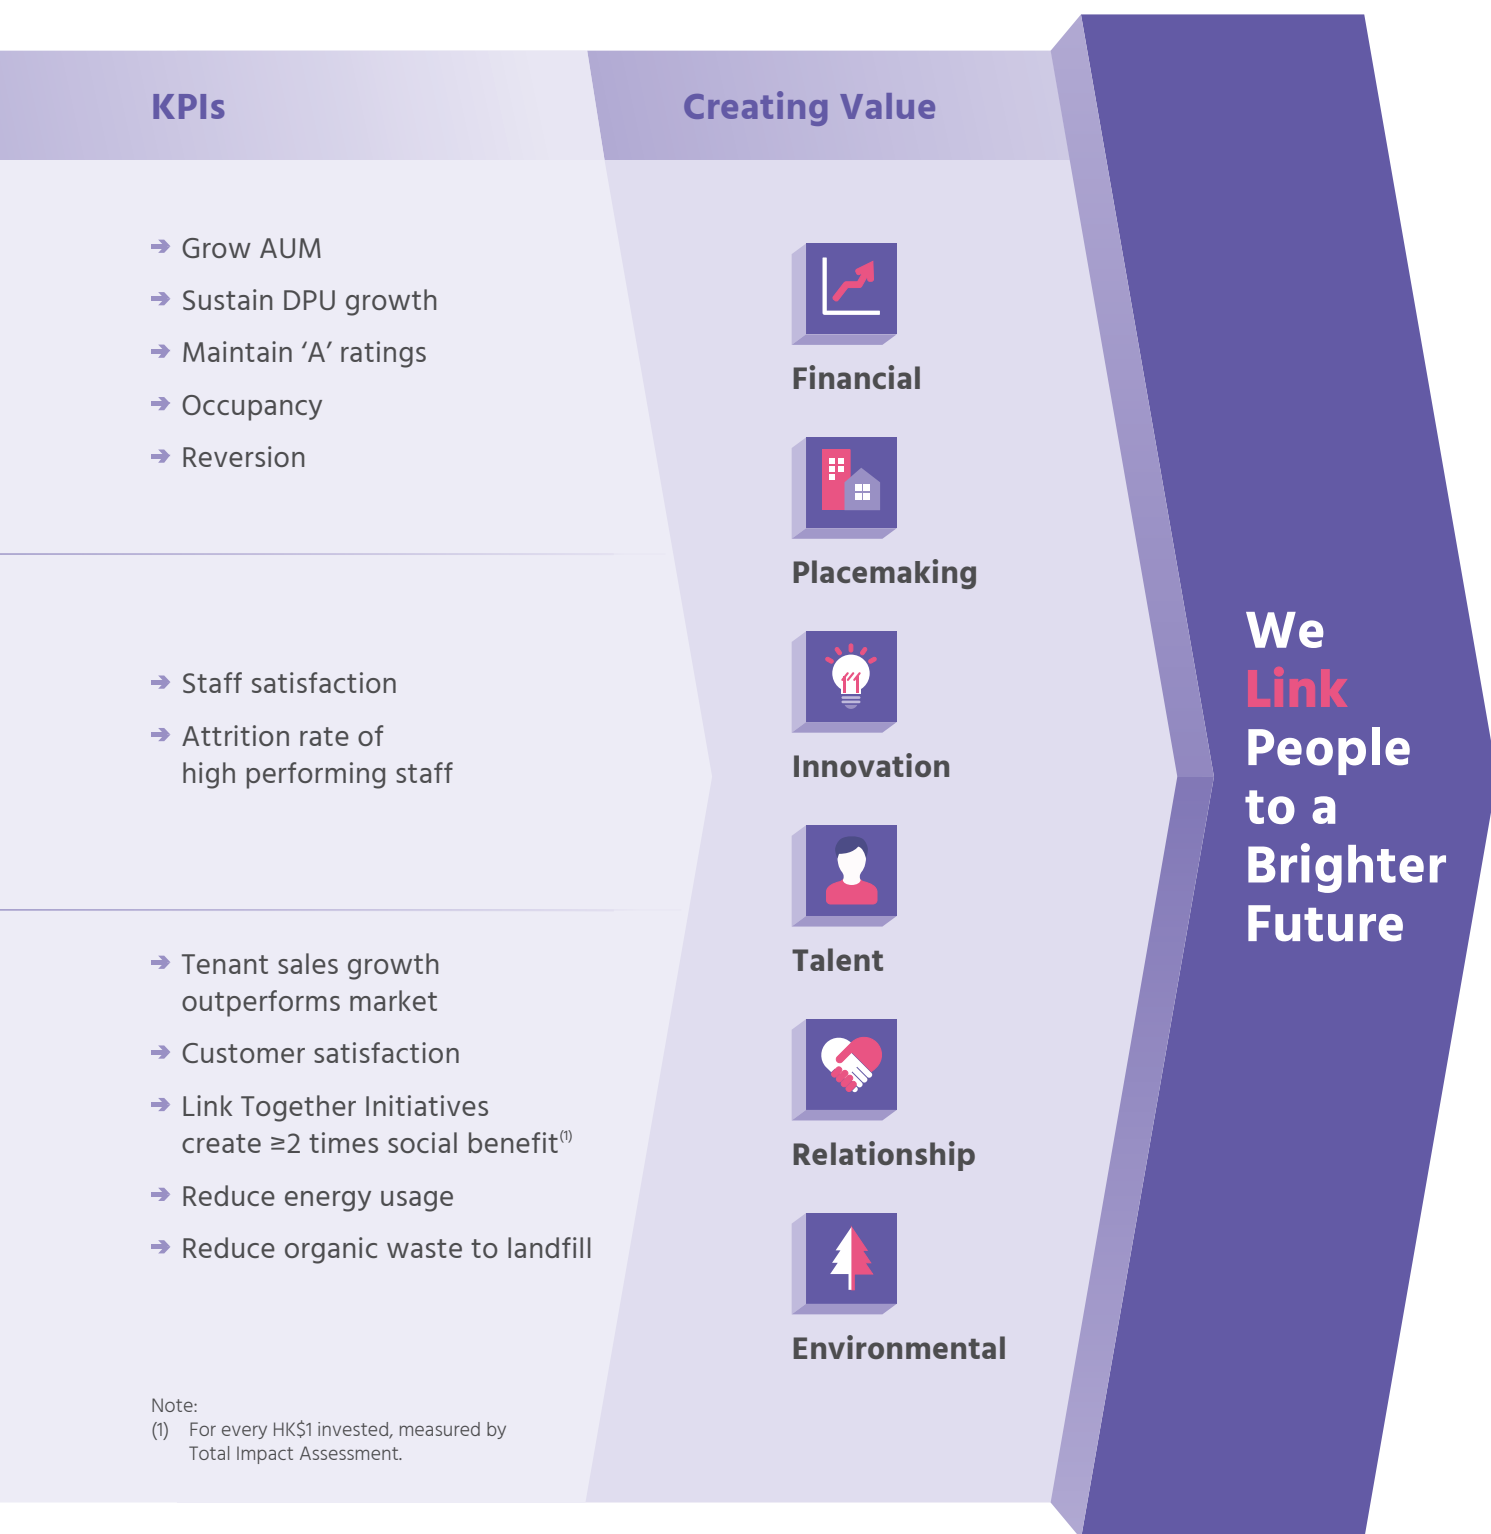 KPIs
Grow AUM
Sustain DPU growth
Maintain ‘A’ ratings
Occupancy
Reversion
Staff satisfaction
Attrition rate of
high performing staff
Tenant sales growth
outperforms market
Customer satisfaction
Link Together Initiatives
create ≥2 times social benefit(1)
Reduce energy usage
Reduce organic waste to landfill
Note:
(1) For every HK$1 invested, measured by
Total Impact Assessment.
Creating Value
Financial
Placemaking
Innovation
Talent
Relationship
Environmental
We
Link
People
to a
Brighter
Future